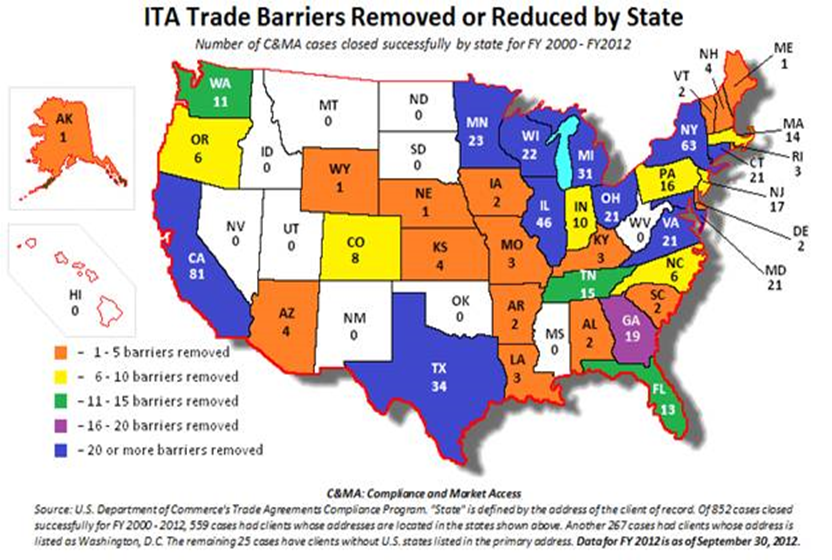 ITA Trade Barriers Removed or Reduced by State
Number of C&MA cases closed successfully by state for FY 2000 - FY2012
ME
1
NH
4
VT
2
WA
11
MT
0
ND
0
MN
23
AK
1
OR
6
ID
0
SD
0
WI
22
MI
31
NY
63
MA
14
RI
3
CT
21
WY
1
NE
1
IA
2
PA
16
NJ
17
NV
0
UT
0
CO
8
KS
4
MO
3
IL
46
IN
10
OH
21
WV
0
VA
21
DE
2
MD
21
KY
3
CA
81
AZ
4
NM
0
OK
0
AR
2
TN
15
NC
6
SC
2
HI
0
TX
34
LA
3
MS
0
AL
2
GA
19
FL
13
- 1 - 5 barriers removed
- 6 - 10 barriers removed
- 11 - 15 barriers removed
- 16 - 20 barriers removed
- 20 or more barriers removed
C&MA: Compliance and Market Access
Source: U.S. Department of Commerce's Trade Agreements Compliance Program. "State" is defined by the address of the client of record. Of 852 cases closed
successfully for FY 2000 - 2012, 559 cases had clients whose addresses are located in the states shown above. Another 267 cases had clients whose address is
listed as Washington, D.C. The remaining 25 cases have clients without U.S. states listed in the primary address. Data for FY 2012 is as of September 30, 2012.